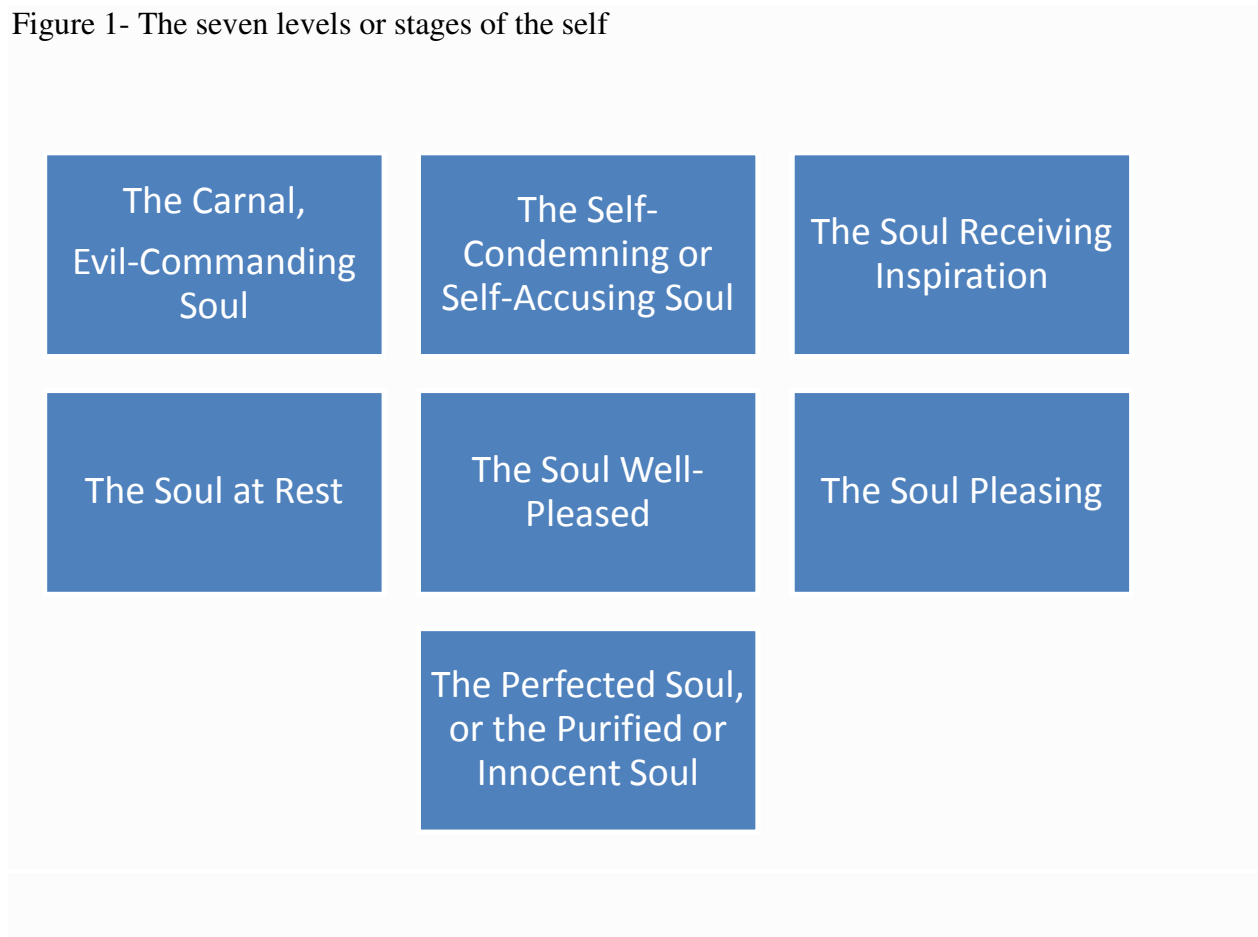 Figure 1- The seven levels or stages of the self
The Carnal,
Evil-Commanding
Soul
The Self-
Condemning or
Self-Accusing Soul
The Soul Receiving
Inspiration
The Soul at Rest
The Soul Well-
Pleased
The Soul Pleasing
The Perfected Soul,
or the Purified or
Innocent Soul